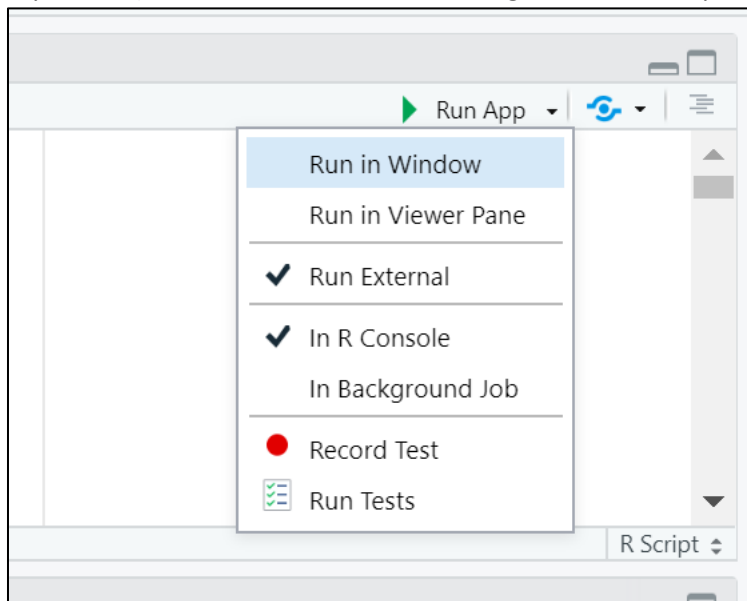 Run App
Run in Window
Run in Viewer Pane
Run External
In R Console
In Background Job
Record Test
Run Tests
R Script